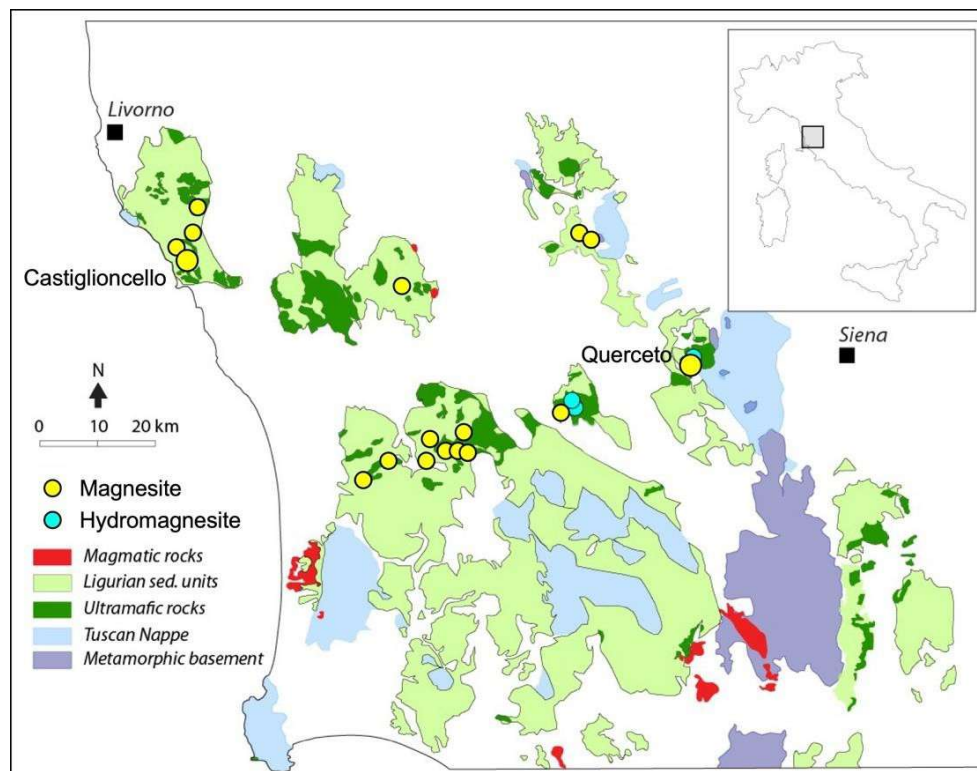 Livorno
Castiglioncello
Querceto
Siena
N
0 10 20 km
Magnesite
Hydromagnesite
Magmatic rocks
Ligurian sed. units
Ultramafic rocks
Tuscan Nappe
Metamorphic basement